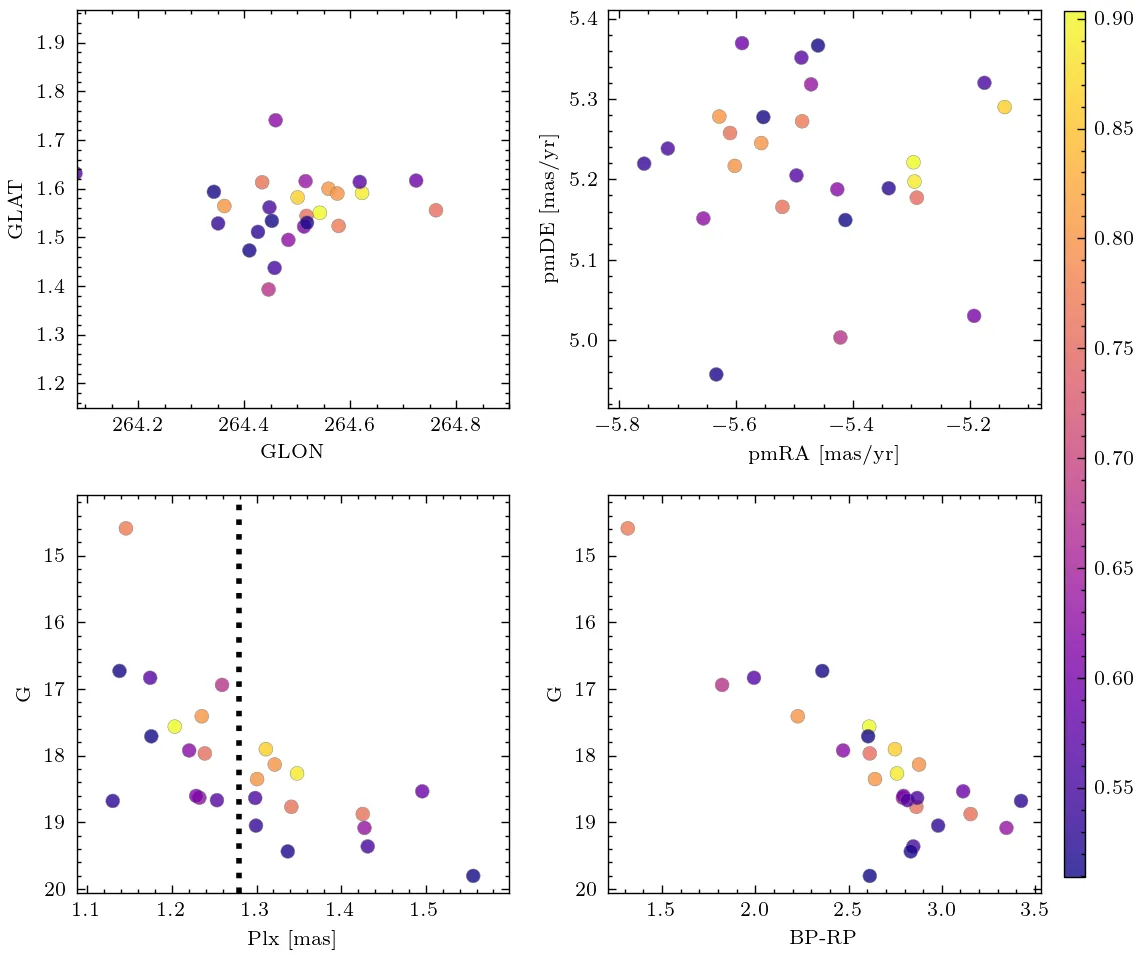 1.9
1.8
1.7
1.6
1.5
1.4
1.3
1.2
GLAT
264.2 264.4 264.6 264.8
GLON
5.4
5.3
5.2
5.1
5.0
pmDE [mas/yr]
−5.8 −5.6 −5.4 −5.2
pmRA [mas/yr]
15
16
17
18
19
20
G
1.1 1.2 1.3 1.4 1.5
Plx [mas]
15
16
17
18
19
20
G
1.5 2.0 2.5 3.0 3.5
BP-RP
0.90
0.85
0.80
0.75
0.70
0.65
0.60
0.55